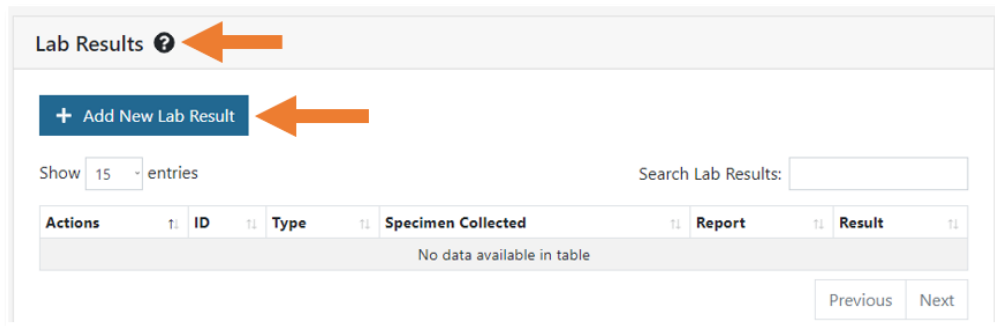 Lab Results ?
+ Add New Lab Result
Show 15 entries Search Lab Results:
Actions ID Type Specimen Collected Report Result
No data available in table
Previous Next